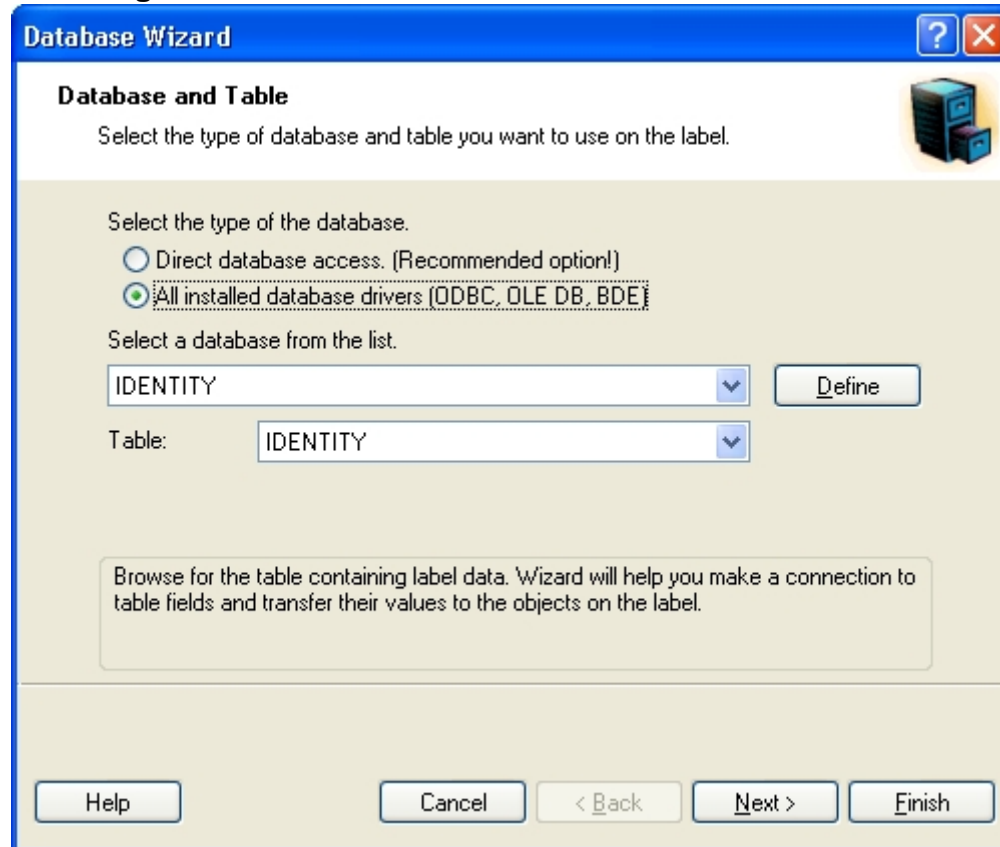 Database Wizard
?
Database and Table
Select the type of database and table you want to use on the label.
Select the type of the database.
Direct database access. (Recommended option!)
All installed database drivers (ODBC, OLE DB, BDE)
Select a database from the list.
IDENTITY
Define
Table: IDENTITY
Browse for the table containing label data. Wizard will help you make a connection to
table fields and transfer their values to the objects on the label.
Help Cancel < Back Next > Finish